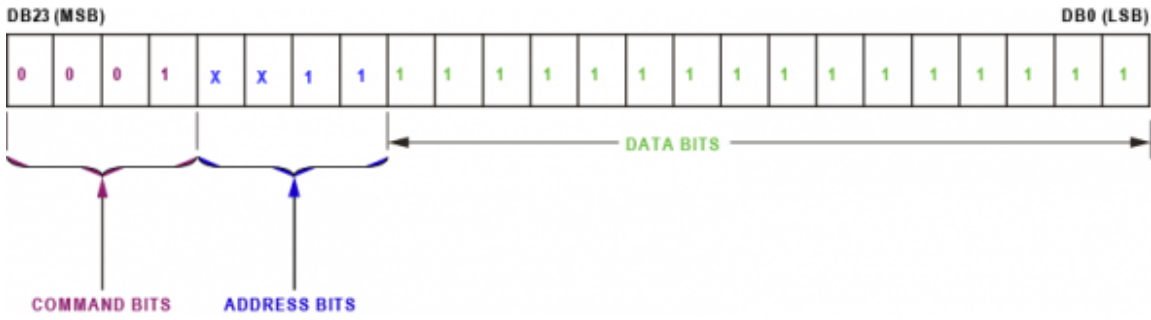 DB23 (MSB) DB0 (LSB)
0 0 0 1 X X 1 1 1 1 1 1 1 1 1 1 1 1 1 1 1 1 1 1
DATA BITS
COMMAND BITS ADDRESS BITS